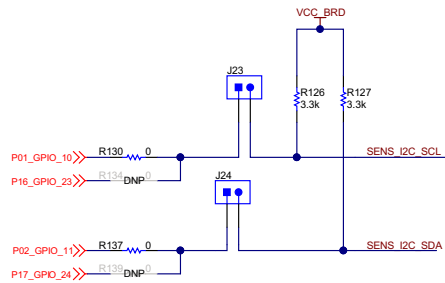 VCC_BRD
J23
R126
3.3k
R127
3.3k
P01_GPIO_10
R130
0
SENS_I2C_SCL
P16_GPIO_23
R134
DNP
0
J24
P02_GPIO_11
R137
0
SENS_I2C_SDA
P17_GPIO_24
R139
DNP
0